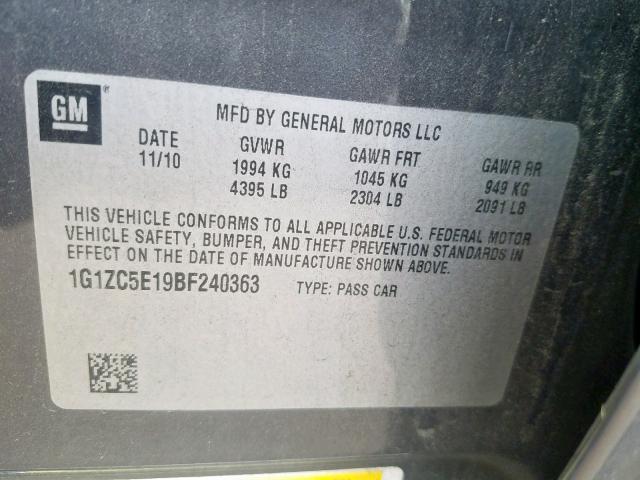 GM
MFD BY GENERAL MOTORS LLC
DATE GVWR GAWR FRT GAWR RR
11/10 1994 KG 1045 KG 949 KG
4395 LB 2304 LB 2091 LB
THIS VEHICLE CONFORMS TO ALL APPLICABLE U.S. FEDERAL MOTOR
VEHICLE SAFETY, BUMPER, AND THEFT PREVENTION STANDARDS IN
EFFECT ON THE DATE OF MANUFACTURE SHOWN ABOVE.
1G1ZC5E19BF240363 TYPE: PASS CAR